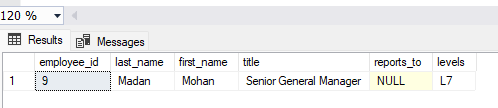 120 %
Results Messages
employee_id last_name first_name title reports_to levels
1 9 Madan Mohan Senior General Manager NULL L7